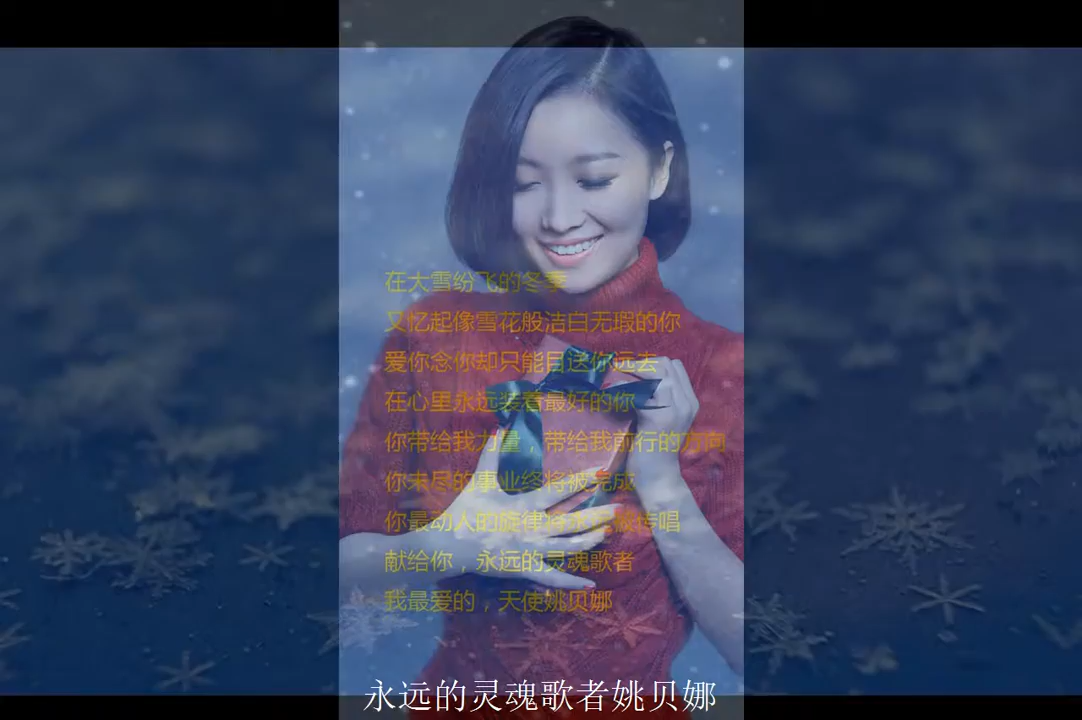 在大雪纷飞的冬季
又忆起像雪花般洁白无瑕的你
爱你念你却只能目送你远去
在心里永远装着最好的你
你带给我力量，带给我前行的方向
你未尽的事业终将被完成
你最动人的旋律将永远被传唱
献给你，永远的灵魂歌者
我最爱的，天使姚贝娜
永远的灵魂歌者姚贝娜